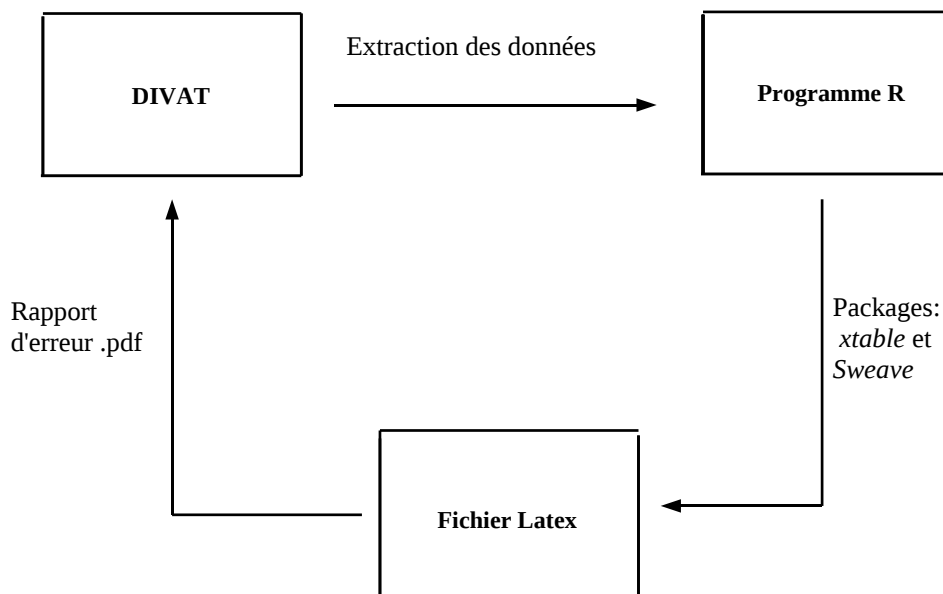 Extraction des données
DIVAT
Programme R
Rapport
d'erreur .pdf
Packages:
xtable et
Sweave
Fichier Latex